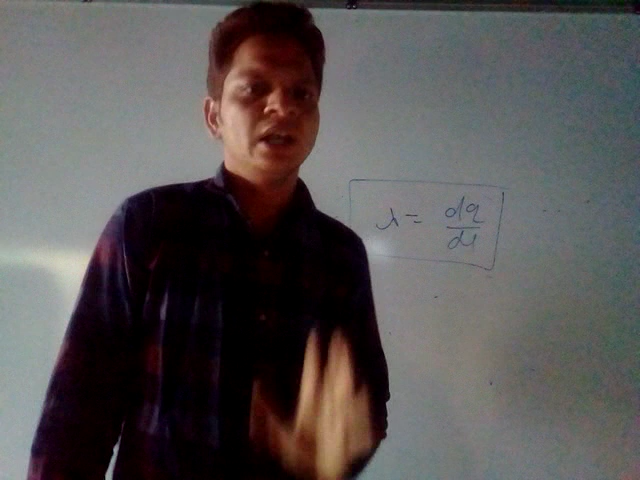 λ = dq/dl